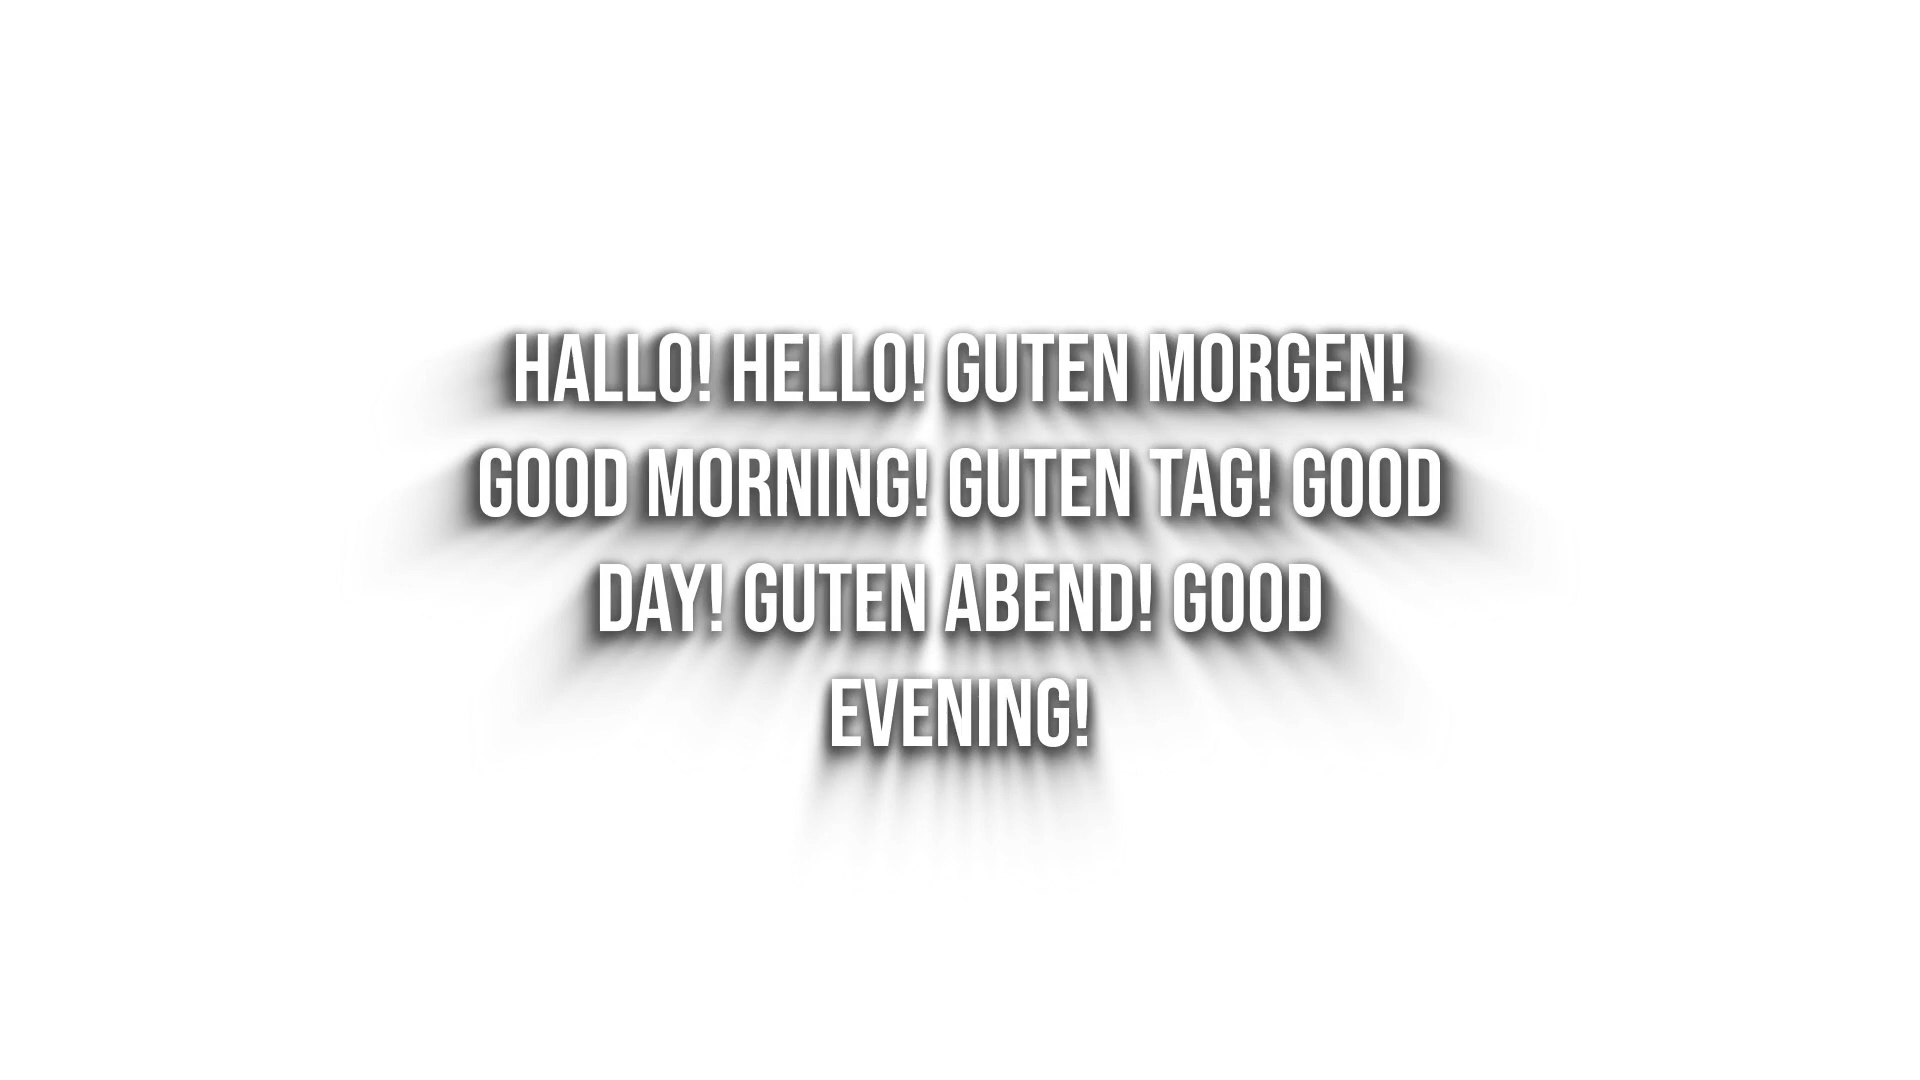 HALLO! HELLO! GUTEN MORGEN!
GOOD MORNING! GUTEN TAG! GOOD
DAY! GUTEN ABEND! GOOD
EVENING!